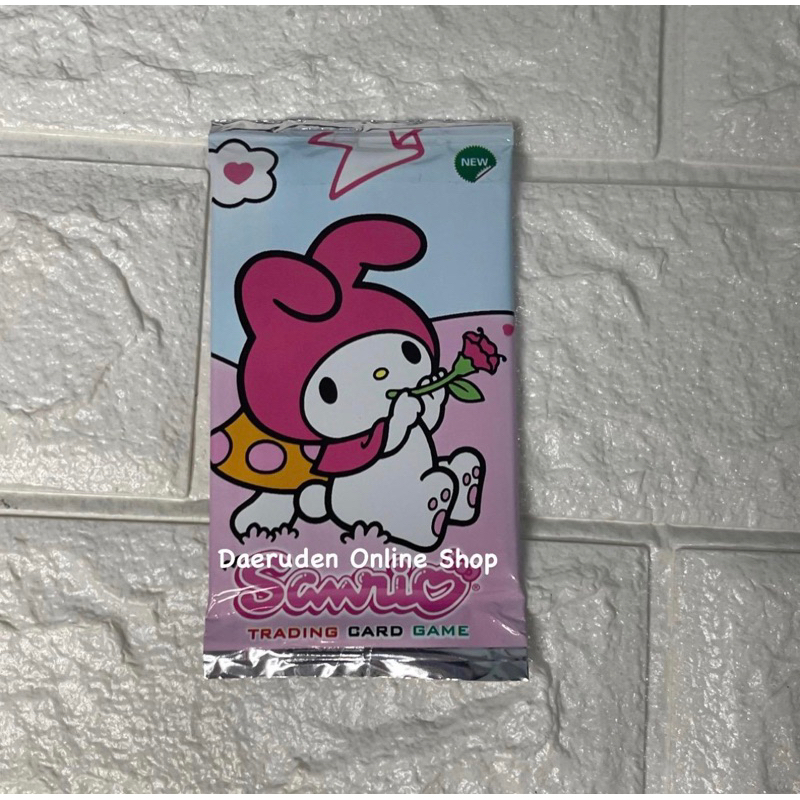 NEW
Daeruden Online Shop
Sanrio®
TRADING CARD GAME